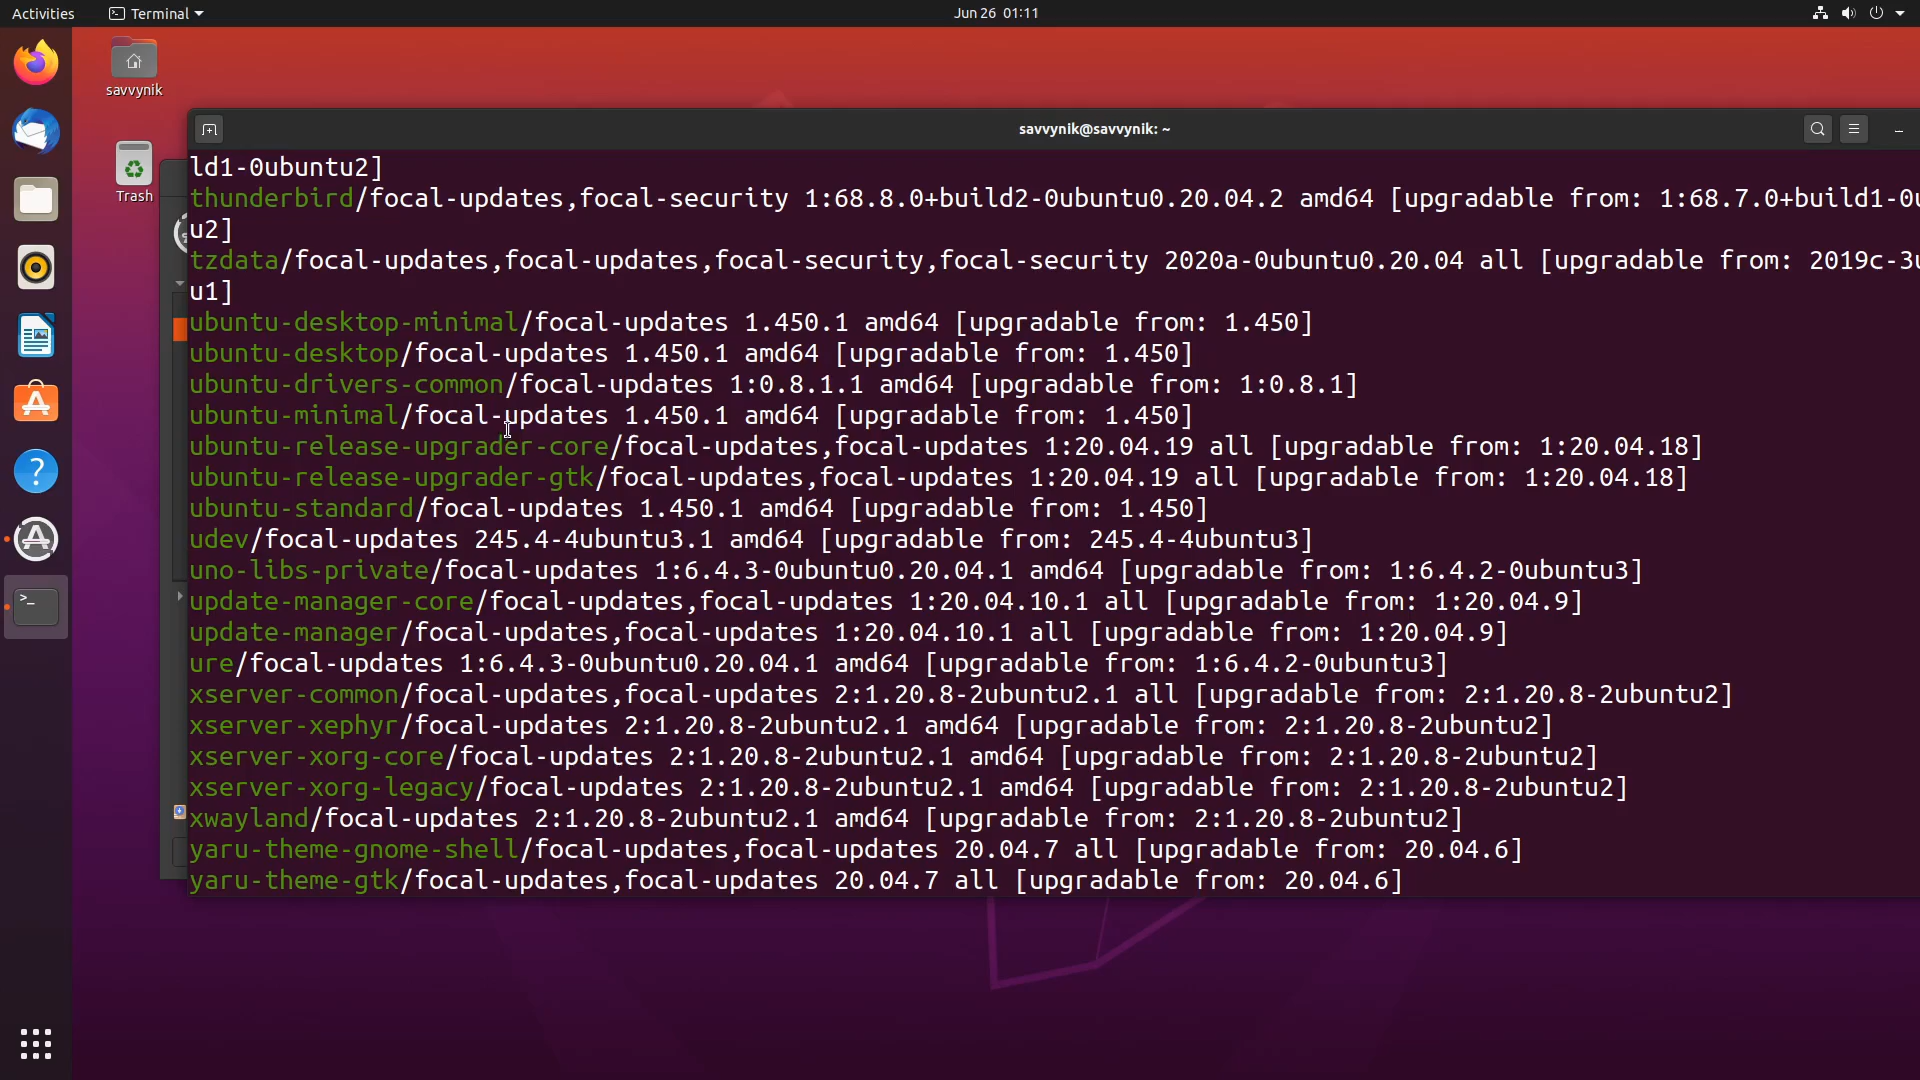 Activities Terminal Jun 26 01:11
savvynik
Trash
savvynik@savvynik: ~
ld1-0ubuntu2]
thunderbird/focal-updates,focal-security 1:68.8.0+build2-0ubuntu0.20.04.2 amd64 [upgradable from: 1:68.7.0+build1-0u
u2]
tzdata/focal-updates,focal-updates,focal-security,focal-security 2020a-0ubuntu0.20.04 all [upgradable from: 2019c-3u
u1]
ubuntu-desktop-minimal/focal-updates 1.450.1 amd64 [upgradable from: 1.450]
ubuntu-desktop/focal-updates 1.450.1 amd64 [upgradable from: 1.450]
ubuntu-drivers-common/focal-updates 1:0.8.1.1 amd64 [upgradable from: 1:0.8.1]
ubuntu-minimal/focal-updates 1.450.1 amd64 [upgradable from: 1.450]
ubuntu-release-upgrader-core/focal-updates,focal-updates 1:20.04.19 all [upgradable from: 1:20.04.18]
ubuntu-release-upgrader-gtk/focal-updates,focal-updates 1:20.04.19 all [upgradable from: 1:20.04.18]
ubuntu-standard/focal-updates 1.450.1 amd64 [upgradable from: 1.450]
udev/focal-updates 245.4-4ubuntu3.1 amd64 [upgradable from: 245.4-4ubuntu3]
uno-libs-private/focal-updates 1:6.4.3-0ubuntu0.20.04.1 amd64 [upgradable from: 1:6.4.2-0ubuntu3]
update-manager-core/focal-updates,focal-updates 1:20.04.10.1 all [upgradable from: 1:20.04.9]
update-manager/focal-updates,focal-updates 1:20.04.10.1 all [upgradable from: 1:20.04.9]
ure/focal-updates 1:6.4.3-0ubuntu0.20.04.1 amd64 [upgradable from: 1:6.4.2-0ubuntu3]
xserver-common/focal-updates,focal-updates 2:1.20.8-2ubuntu2.1 all [upgradable from: 2:1.20.8-2ubuntu2]
xserver-xephyr/focal-updates 2:1.20.8-2ubuntu2.1 amd64 [upgradable from: 2:1.20.8-2ubuntu2]
xserver-xorg-core/focal-updates 2:1.20.8-2ubuntu2.1 amd64 [upgradable from: 2:1.20.8-2ubuntu2]
xserver-xorg-legacy/focal-updates 2:1.20.8-2ubuntu2.1 amd64 [upgradable from: 2:1.20.8-2ubuntu2]
xwayland/focal-updates 2:1.20.8-2ubuntu2.1 amd64 [upgradable from: 2:1.20.8-2ubuntu2]
yaru-theme-gnome-shell/focal-updates,focal-updates 20.04.7 all [upgradable from: 20.04.6]
yaru-theme-gtk/focal-updates,focal-updates 20.04.7 all [upgradable from: 20.04.6]